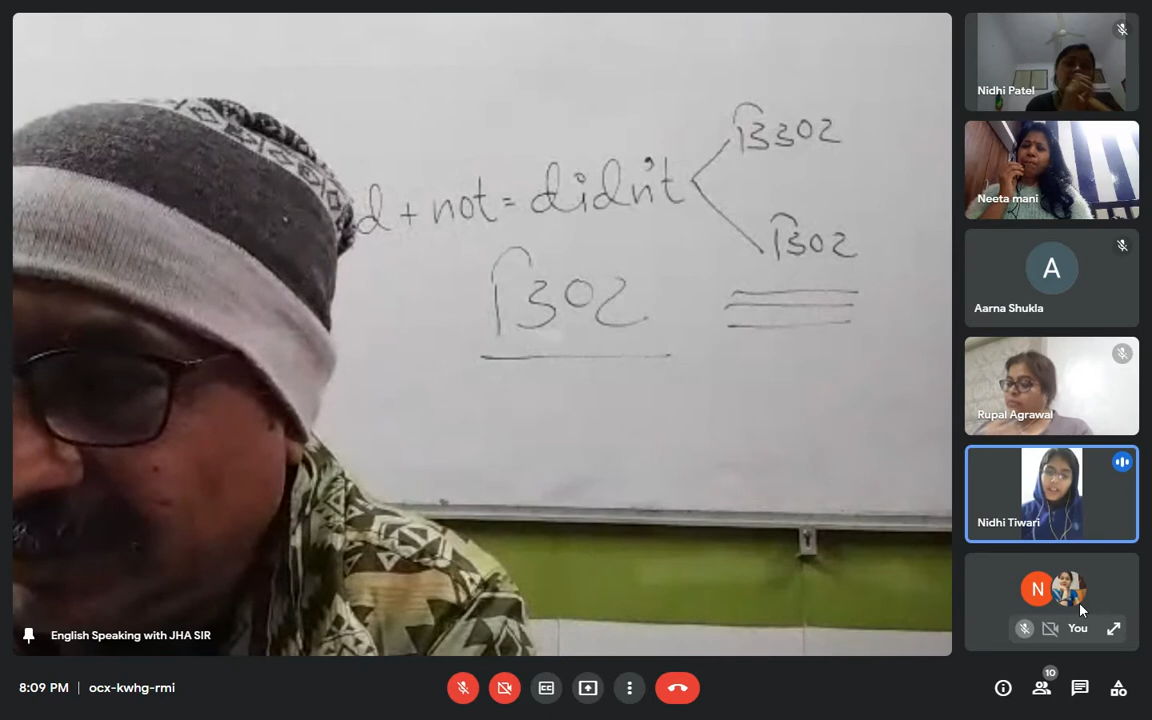 Nidhi Patel
Neeta mani
A
Aarna Shukla
Rupal Agrawal
Nidhi Tiwari
N
You
d + not = didn't
English Speaking with JHA SIR
8:09 PM | ocx-kwhg-rmi
10